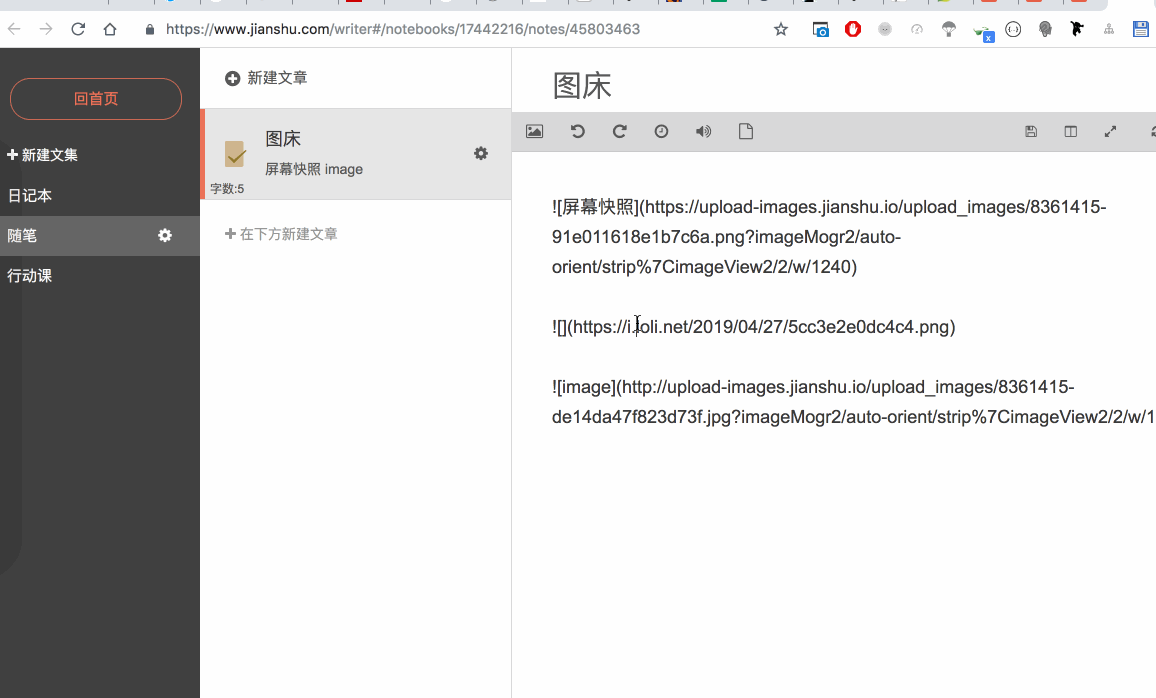 https://www.jianshu.com/writer#/notebooks/17442216/notes/45803463
回首页
新建文集
日记本
随笔
行动课
新建文章
图床
屏幕快照 image
字数:5
在下方新建文章
图床
![屏幕快照](https://upload-images.jianshu.io/upload_images/8361415-
91e011618e1b7c6a.png?imageMogr2/auto-
orient/strip%7CimageView2/2/w/1240)
![](https://i.loli.net/2019/04/27/5cc3e2e0dc4c4.png)
![image](http://upload-images.jianshu.io/upload_images/8361415-
de14da47f823d73f.jpg?imageMogr2/auto-orient/strip%7CimageView2/2/w/1